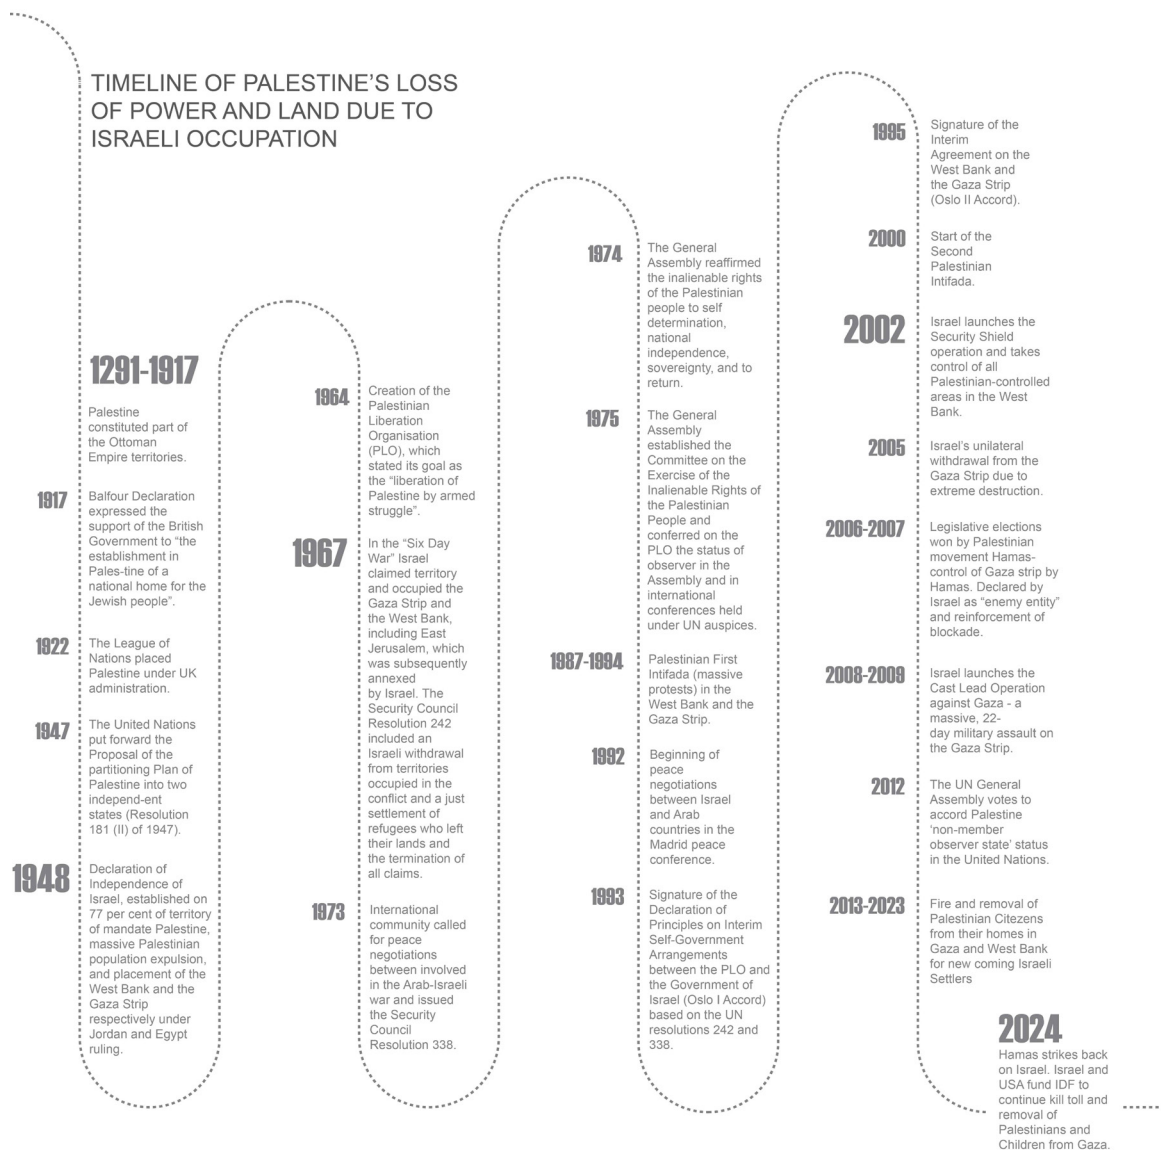 TIMELINE OF PALESTINE'S LOSS
OF POWER AND LAND DUE TO
ISRAELI OCCUPATION
1291-1917
Palestine
constituted part of
the Ottoman
Empire territories.
1917
Balfour Declaration
expressed the
support of the British
Government to “the
establishment in
Pales-tine of a
national home for the
Jewish people”.
1922
The League of
Nations placed
Palestine under UK
administration.
1947
The United Nations
put forward the
Proposal of the
partitioning Plan of
Palestine into two
independ-ent
states (Resolution
181 (II) of 1947).
1948
Declaration of
Independence of
Israel, established on
77 per cent of territory
of mandate Palestine,
massive Palestinian
population expulsion,
and placement of the
West Bank and the
Gaza Strip
respectively under
Jordan and Egypt
ruling.
1964
Creation of the
Palestinian
Liberation
Organisation
(PLO), which
stated its goal as
the “liberation of
Palestine by armed
struggle”.
1967
In the “Six Day
War” Israel
claimed territory
and occupied the
Gaza Strip and
the West Bank,
including East
Jerusalem, which
was subsequently
annexed
by Israel. The
Security Council
Resolution 242
included an
Israeli withdrawal
from territories
occupied in the
conflict and a just
settlement of
refugees who left
their lands and
the termination of
all claims.
1973
International
community called
for peace
negotiations
between involved
in the Arab-Israeli
war and issued
the Security
Council
Resolution 338.
1974
The General
Assembly reaffirmed
the inalienable rights
of the Palestinian
people to self
determination,
national
independence,
sovereignty, and to
return.
1975
The General
Assembly
established the
Committee on the
Exercise of the
Inalienable Rights of
the Palestinian
People and
conferred on the
PLO the status of
observer in the
Assembly and in
international
conferences held
under UN auspices.
1987-1994
Palestinian First
Intifada (massive
protests) in the
West Bank and the
Gaza Strip.
1992
Beginning of
peace
negotiations
between Israel
and Arab
countries in the
Madrid peace
conference.
1993
Signature of the
Declaration of
Principles on Interim
Self-Government
Arrangements
between the PLO and
the Government of
Israel (Oslo I Accord)
based on the UN
resolutions 242 and
338.
1995
Signature of the
Interim
Agreement on the
West Bank and
the Gaza Strip
(Oslo II Accord).
2000
Start of the
Second
Palestinian
Intifada.
2002
Israel launches the
Security Shield
operation and takes
control of all
Palestinian-controlled
areas in the West
Bank.
2005
Israel's unilateral
withdrawal from the
Gaza Strip due to
extreme destruction.
2006-2007
Legislative elections
won by Palestinian
movement Hamas-
control of Gaza strip by
Hamas. Declared by
Israel as “enemy entity”
and reinforcement of
blockade.
2008-2009
Israel launches the
Cast Lead Operation
against Gaza - a
massive, 22-
day military assault on
the Gaza Strip.
2012
The UN General
Assembly votes to
accord Palestine
‘non-member
observer state’ status
in the United Nations.
2013-2023
Fire and removal of
Palestinian Citezens
from their homes in
Gaza and West Bank
for new coming Israeli
Settlers
2024
Hamas strikes back
on Israel. Israel and
USA fund IDF to
continue kill toll and
removal of
Palestinians and
Children from Gaza.